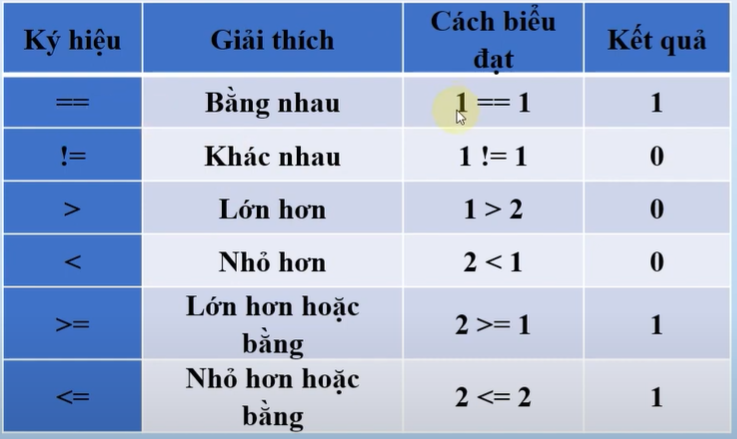 Ký hiệu Giải thích Cách biểu đạt Kết quả
== Bằng nhau 1 == 1 1
!= Khác nhau 1 != 1 0
> Lớn hơn 1 > 2 0
< Nhỏ hơn 2 < 1 0
>= Lớn hơn hoặc bằng 2 >= 1 1
<= Nhỏ hơn hoặc bằng 2 <= 2 1